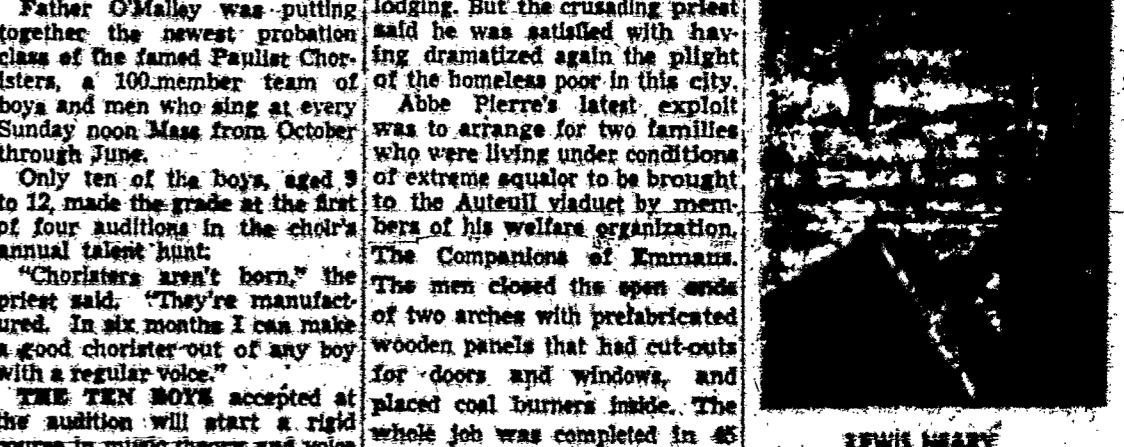 Father O'Malley was putting
together the newest probation
class of the famed Paulist Chor-
isters, a 100-member team of
boys and men who sing at every
Sunday noon Mass from October
through June.
Only ten of the boys, aged 9
to 12, made the grade at the first
of four auditions in the choir's
annual talent hunt:
"Choristers aren't born," the
priest said. "They're manufact-
ured. In six months I can make
a good chorister out of any boy
with a regular voice."
THE TEN BOYS accepted at
the audition will start a rigid
course in music theory and voice
lodging. But the crusading priest
said he was satisfied with hav-
ing dramatized again the plight
of the homeless poor in this city.
Abbe Pierre's latest exploit
was to arrange for two families
who were living under conditions
of extreme squalor to be brought
to the Auteuil viaduct by mem-
bers of his welfare organization,
The Companions of Emmaus.
The men closed the open ends
of two arches with prefabricated
wooden panels that had cut-outs
for doors and windows, and
placed coal burners inside. The
whole job was completed in 45
LEWIS